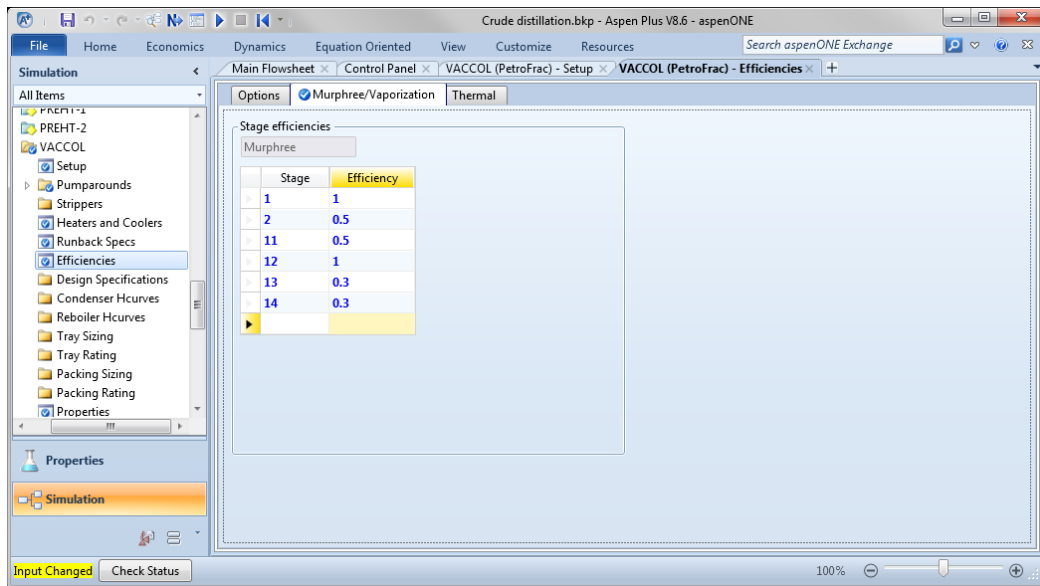 Crude distillation.bkp - Aspen Plus V8.6 - aspenONE
File Home Economics Dynamics Equation Oriented View Customize Resources Search aspenONE Exchange
Simulation
Main Flowsheet Control Panel VACCOL (PetroFrac) - Setup VACCOL (PetroFrac) - Efficiencies
All Items
Options Murphree/Vaporization Thermal
PREHT-1
PREHT-2
VACCOL
Setup
Pumparounds
Strippers
Heaters and Coolers
Runback Specs
Efficiencies
Design Specifications
Condenser Hcurves
Reboiler Hcurves
Tray Sizing
Tray Rating
Packing Sizing
Packing Rating
Properties
Stage efficiencies
Murphree
Stage Efficiency
1 1
2 0.5
11 0.5
12 1
13 0.3
14 0.3
Properties
Simulation
Input Changed Check Status 100%